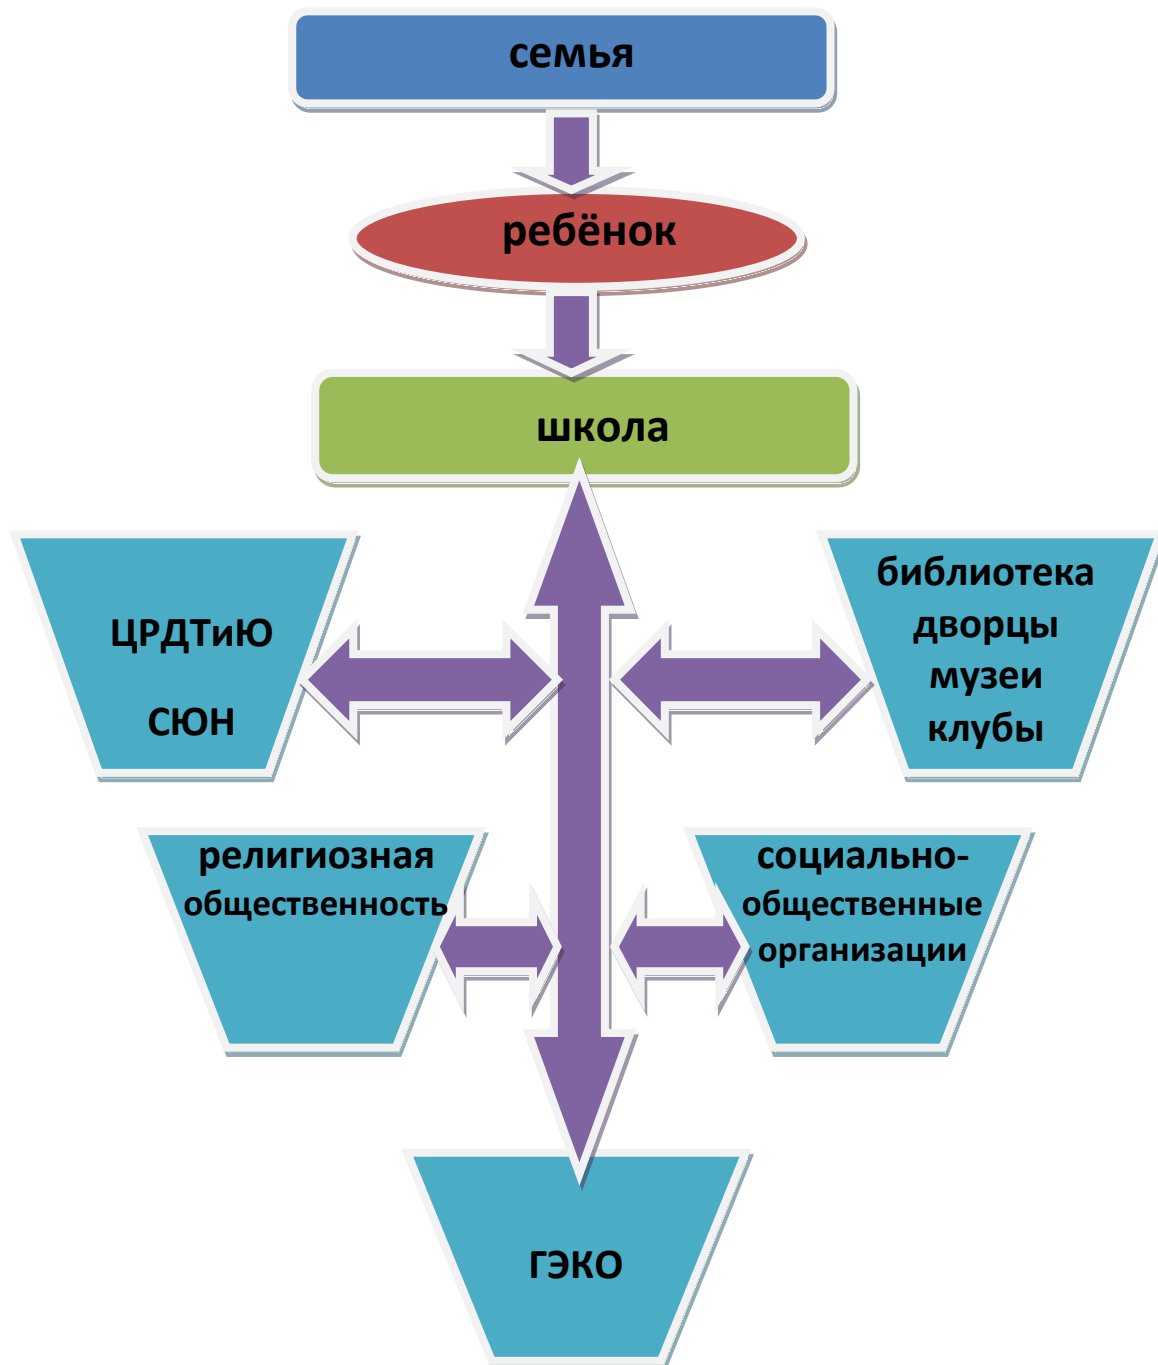 семья
ребёнок
школа
ЦРДТиЮ
СЮН
библиотека
дворцы
музеи
клубы
религиозная
общественность
социально-
общественные
организации
ГЭКО